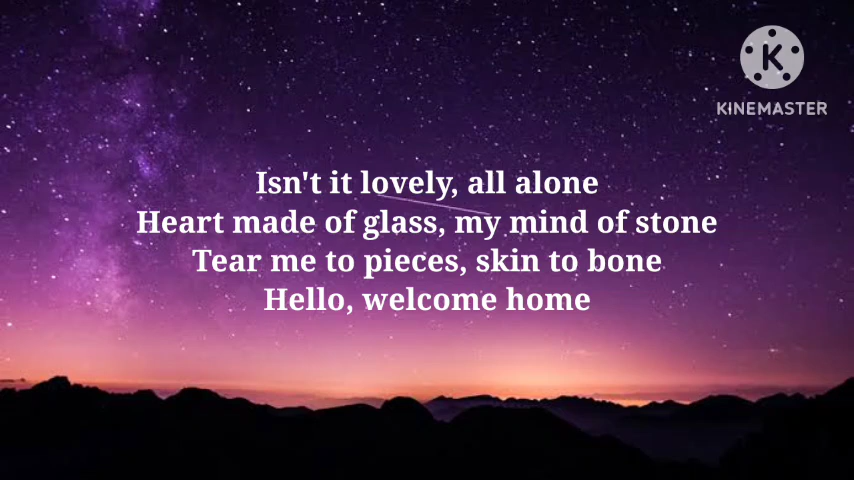 KINEMASTER
Isn't it lovely, all alone
Heart made of glass, my mind of stone
Tear me to pieces, skin to bone
Hello, welcome home